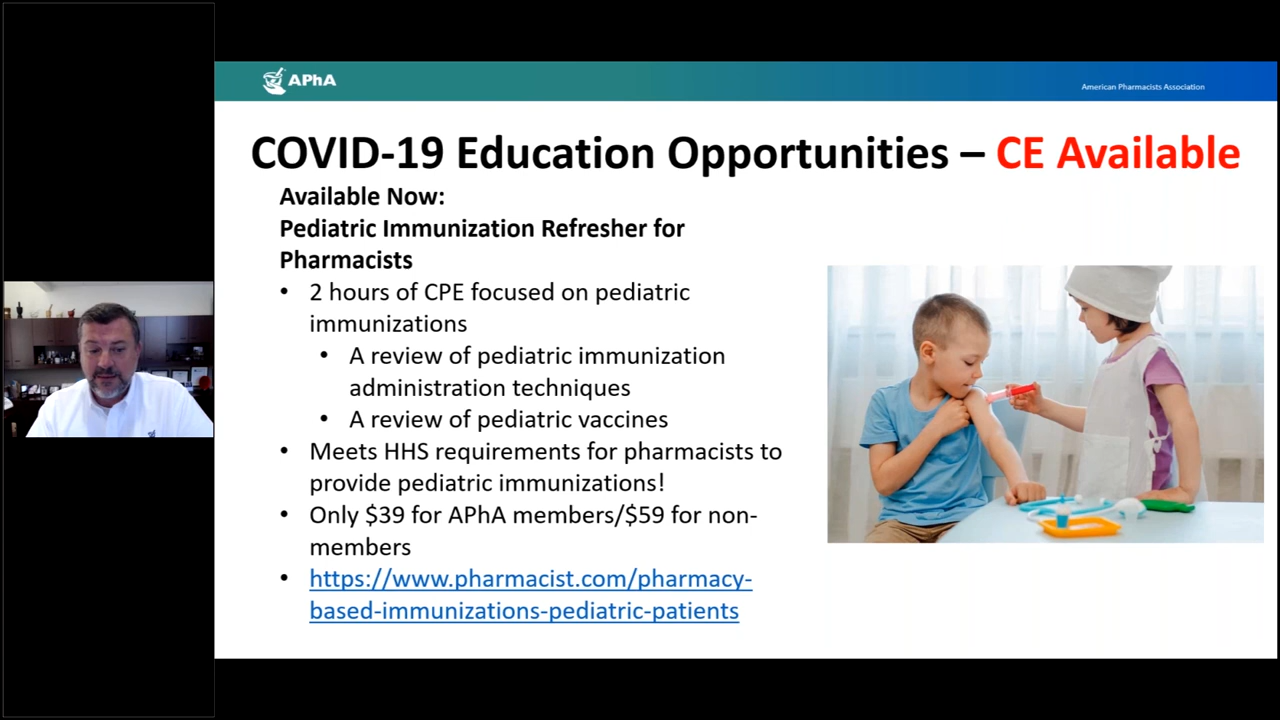 APhA
American Pharmacists Association
COVID-19 Education Opportunities – CE Available
Available Now:
Pediatric Immunization Refresher for
Pharmacists
• 2 hours of CPE focused on pediatric
immunizations
• A review of pediatric immunization
administration techniques
• A review of pediatric vaccines
• Meets HHS requirements for pharmacists to
provide pediatric immunizations!
• Only $39 for APhA members/$59 for non-
members
• https://www.pharmacist.com/pharmacy-
based-immunizations-pediatric-patients